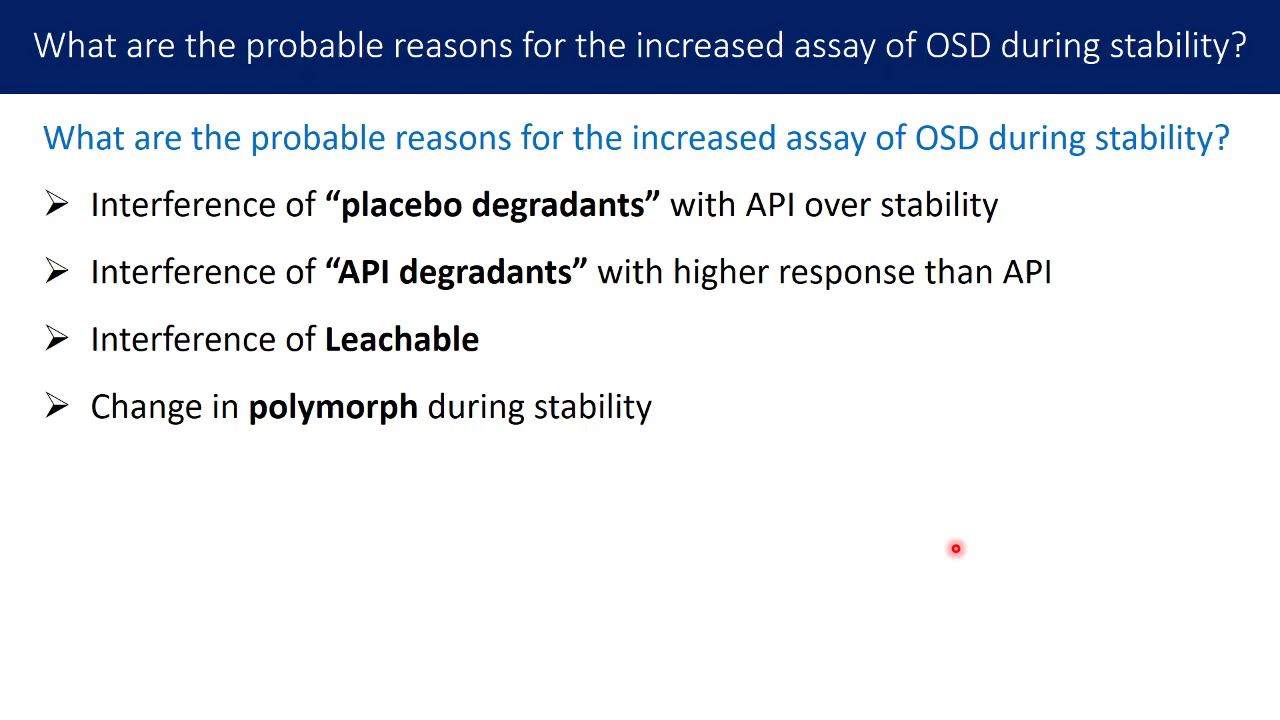 What are the probable reasons for the increased assay of OSD during stability?
What are the probable reasons for the increased assay of OSD during stability?
➢ Interference of “placebo degradants” with API over stability
➢ Interference of “API degradants” with higher response than API
➢ Interference of Leachable
➢ Change in polymorph during stability